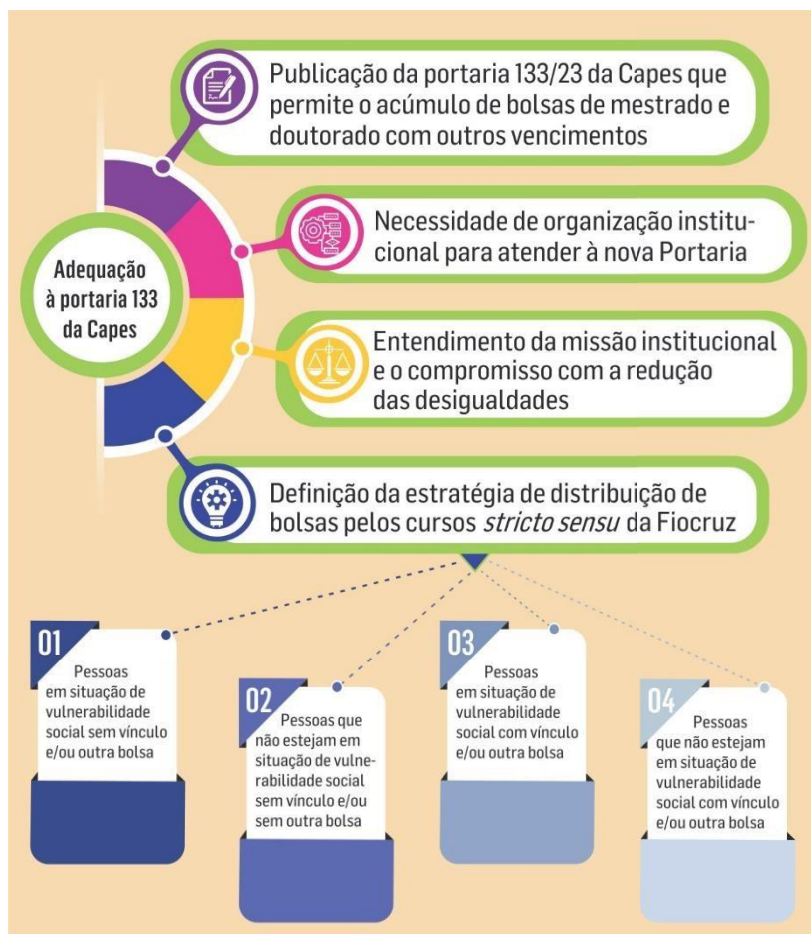 Publicação da portaria 133/23 da Capes que
permite o acúmulo de bolsas de mestrado e
doutorado com outros vencimentos
Necessidade de organização institu-
cional para atender à nova Portaria
Adequação
à portaria 133
da Capes
Entendimento da missão institucional
e o compromisso com a redução
das desigualdades
Definição da estratégia de distribuição de
bolsas pelos cursos stricto sensu da Fiocruz
01
Pessoas
em situação de
vulnerabilidade
social sem vínculo
e/ou outra bolsa
02
Pessoas que
não estejam em
situação de vulne-
rabilidade social
sem vínculo e/ou
sem outra bolsa
03
Pessoas
em situação de
vulnerabilidade
social com vínculo
e/ou outra bolsa
04
Pessoas
que não estejam
em situação de
vulnerabilidade
social com vínculo
e/ou outra bolsa